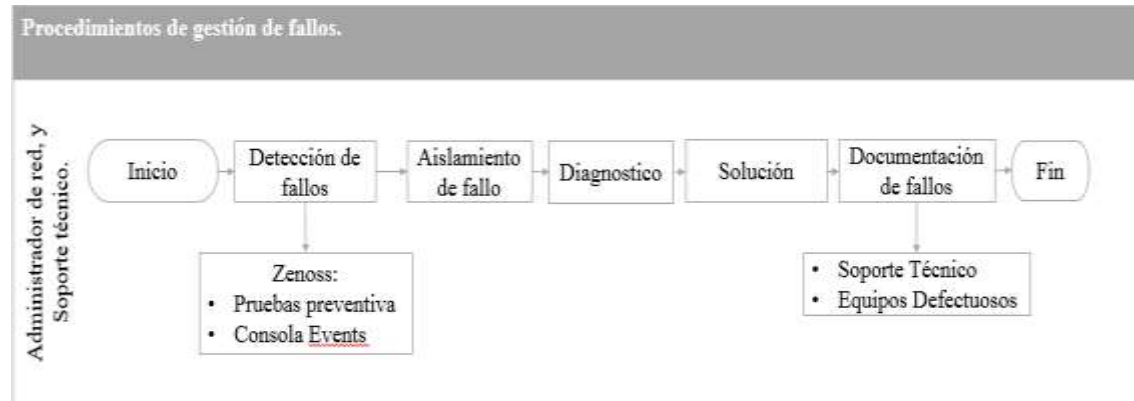 Procedimientos de gestión de fallos.
Administrador de red, y
Soporte técnico.
Inicio
Detección de
fallos
Aislamiento
de fallo
Diagnostico
Solución
Documentación
de fallos
Fin
Zenoss:
• Pruebas preventiva
• Consola Events
• Soporte Técnico
• Equipos Defectuosos